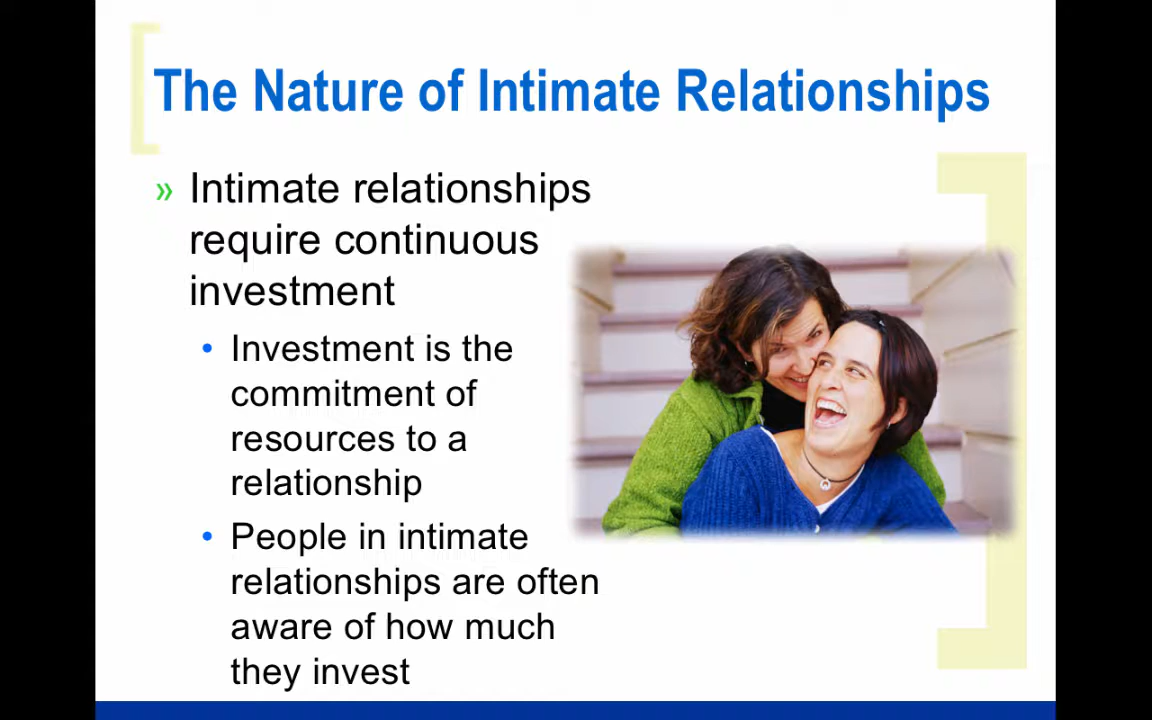 The Nature of Intimate Relationships
» Intimate relationships
require continuous
investment
• Investment is the
commitment of
resources to a
relationship
• People in intimate
relationships are often
aware of how much
they invest